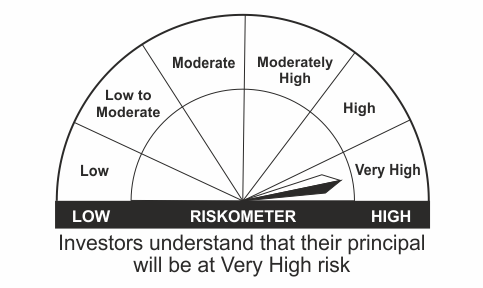 Moderate
Moderately
High
Low to
Moderate
High
Low
Very High
LOW RISKOMETER HIGH
Investors understand that their principal
will be at Very High risk